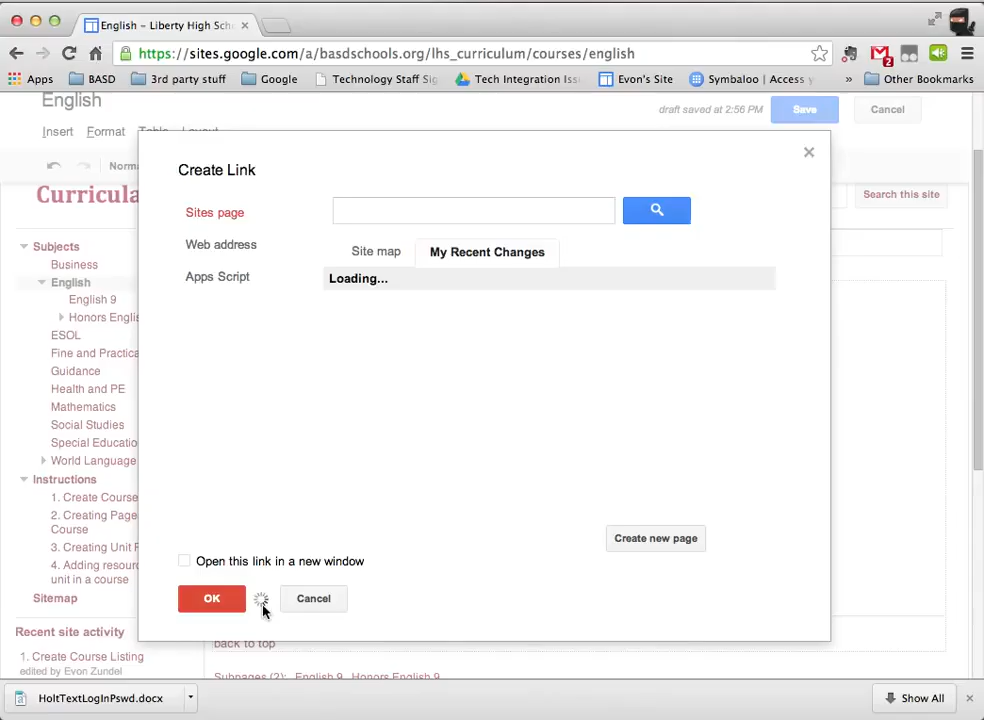 English – Liberty High Scho
https://sites.google.com/a/basdschools.org/lhs_curriculum/courses/english
2
Apps BASD 3rd party stuff Google Technology Staff Sig Tech Integration Iss Evon's Site Symbaloo | Access y » Other Bookmarks
English
draft saved at 2:56 PM Save Cancel
Insert Format Table Layout
Norma
Curricula
Search this site
Create Link
Sites page
Web address
Apps Script
Site map My Recent Changes
Loading...
Create new page
Open this link in a new window
OK Cancel
Subjects
Business
English
English 9
Honors Englis
ESOL
Fine and Practica
Guidance
Health and PE
Mathematics
Social Studies
Special Educatio
World Language
Instructions
1. Create Course
2. Creating Page
Course
3. Creating Unit F
4. Adding resourc
unit in a course
Sitemap
Recent site activity
1. Create Course Listing
edited by Evon Zundel
back to top
Subpages (2): English 9 Honors English 9
HoltTextLogInPswd.docx
Show All